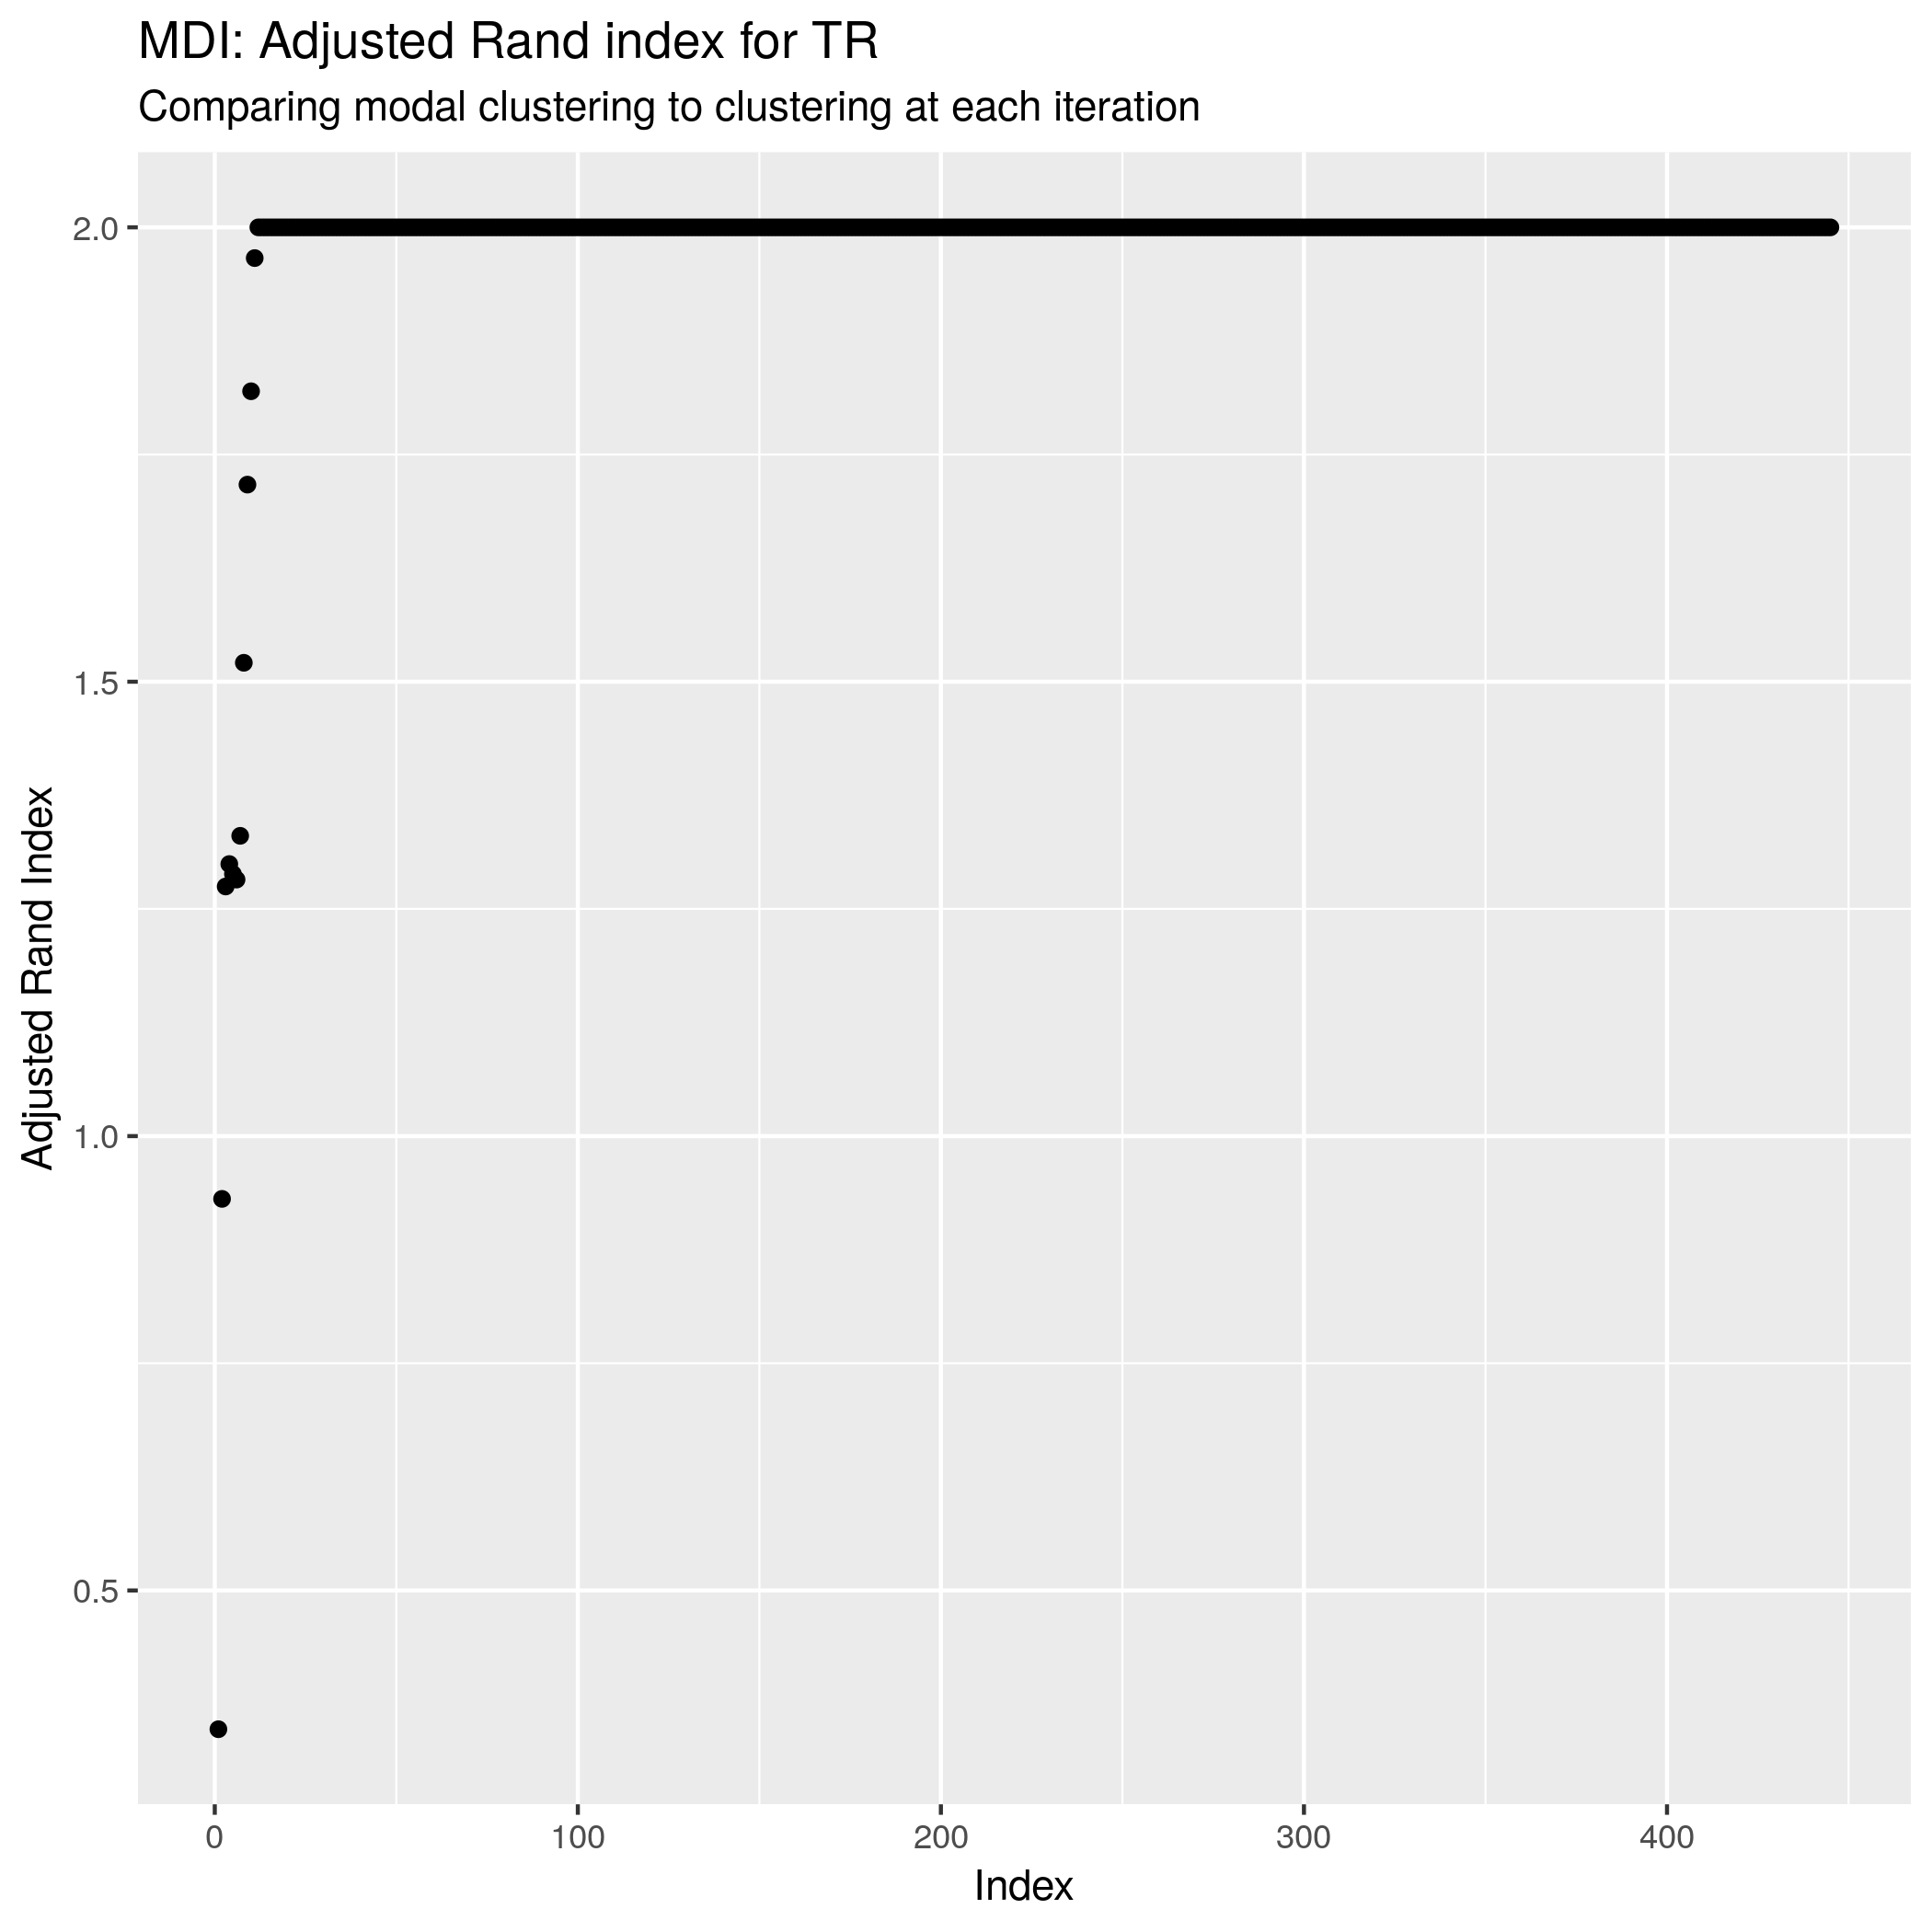 MDI: Adjusted Rand index for TR
Comparing modal clustering to clustering at each iteration
Adjusted Rand Index
2.0
1.5
1.0
0.5
0
100
200
300
400
Index